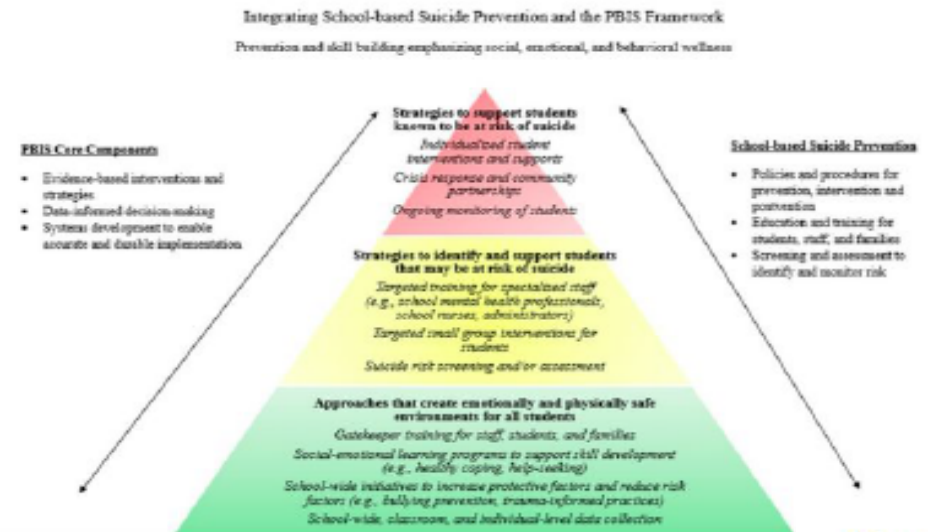 Integrating School-based Suicide Prevention and the PBIS Framework
Prevention and skill building emphasizing social, emotional, and behavioral wellness
PBIS Core Components
• Evidence-based interventions and
strategies
• Data-informed decision-making
• Systems development to enable
accurate and durable implementation
Strategies to support students
known to be at risk of suicide
Individualized student
interventions and supports
Crisis response and community
partnerships
Ongoing monitoring of students
Strategies to identify and support students
that may be at risk of suicide
Targeted training for specialized staff
(e.g., school mental health professionals,
school nurses, administrators)
Targeted small group interventions for
students
Suicide risk screening and/or assessment
Approaches that create emotionally and physically safe
environments for all students
Gatekeeper training for staff, students, and families
Social-emotional learning programs to support skill development
(e.g., healthy coping, help-seeking)
School-wide initiatives to increase protective factors and reduce risk
factors (e.g., bullying prevention, trauma-informed practices)
School-wide, classroom, and individual-level data collection
School-based Suicide Prevention
• Policies and procedures for
prevention, intervention and
postvention
• Education and training for
students, staff, and families
• Screening and assessment to
identify and monitor risk